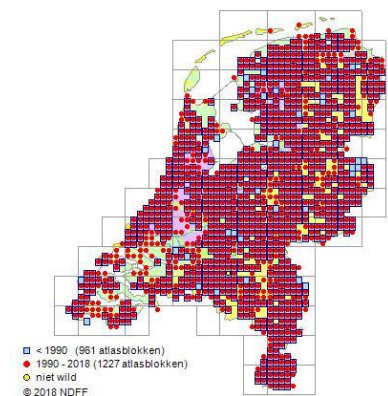 < 1990 (961 atlasblokken)
1990 - 2018 (1227 atlasblokken)
niet wild
© 2018 NDFF